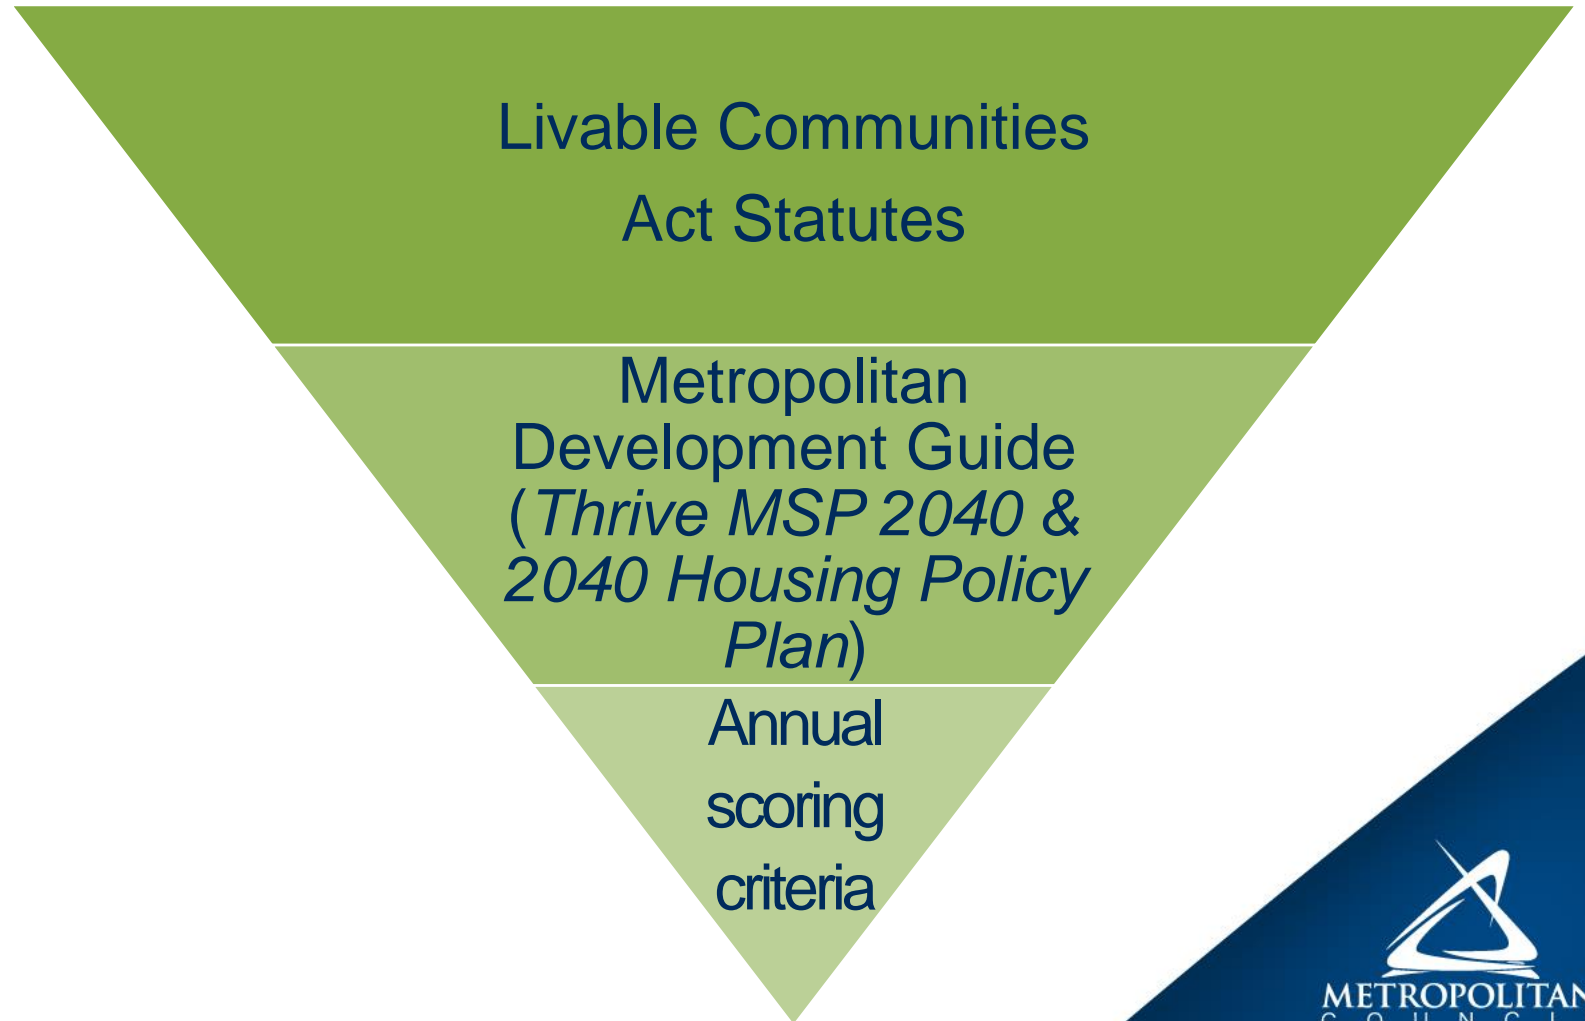 Livable Communities
Act Statutes
Metropolitan
Development Guide
(Thrive MSP 2040 &
2040 Housing Policy
Plan)
Annual
scoring
criteria
METROPOLITAN
C O U N C I L